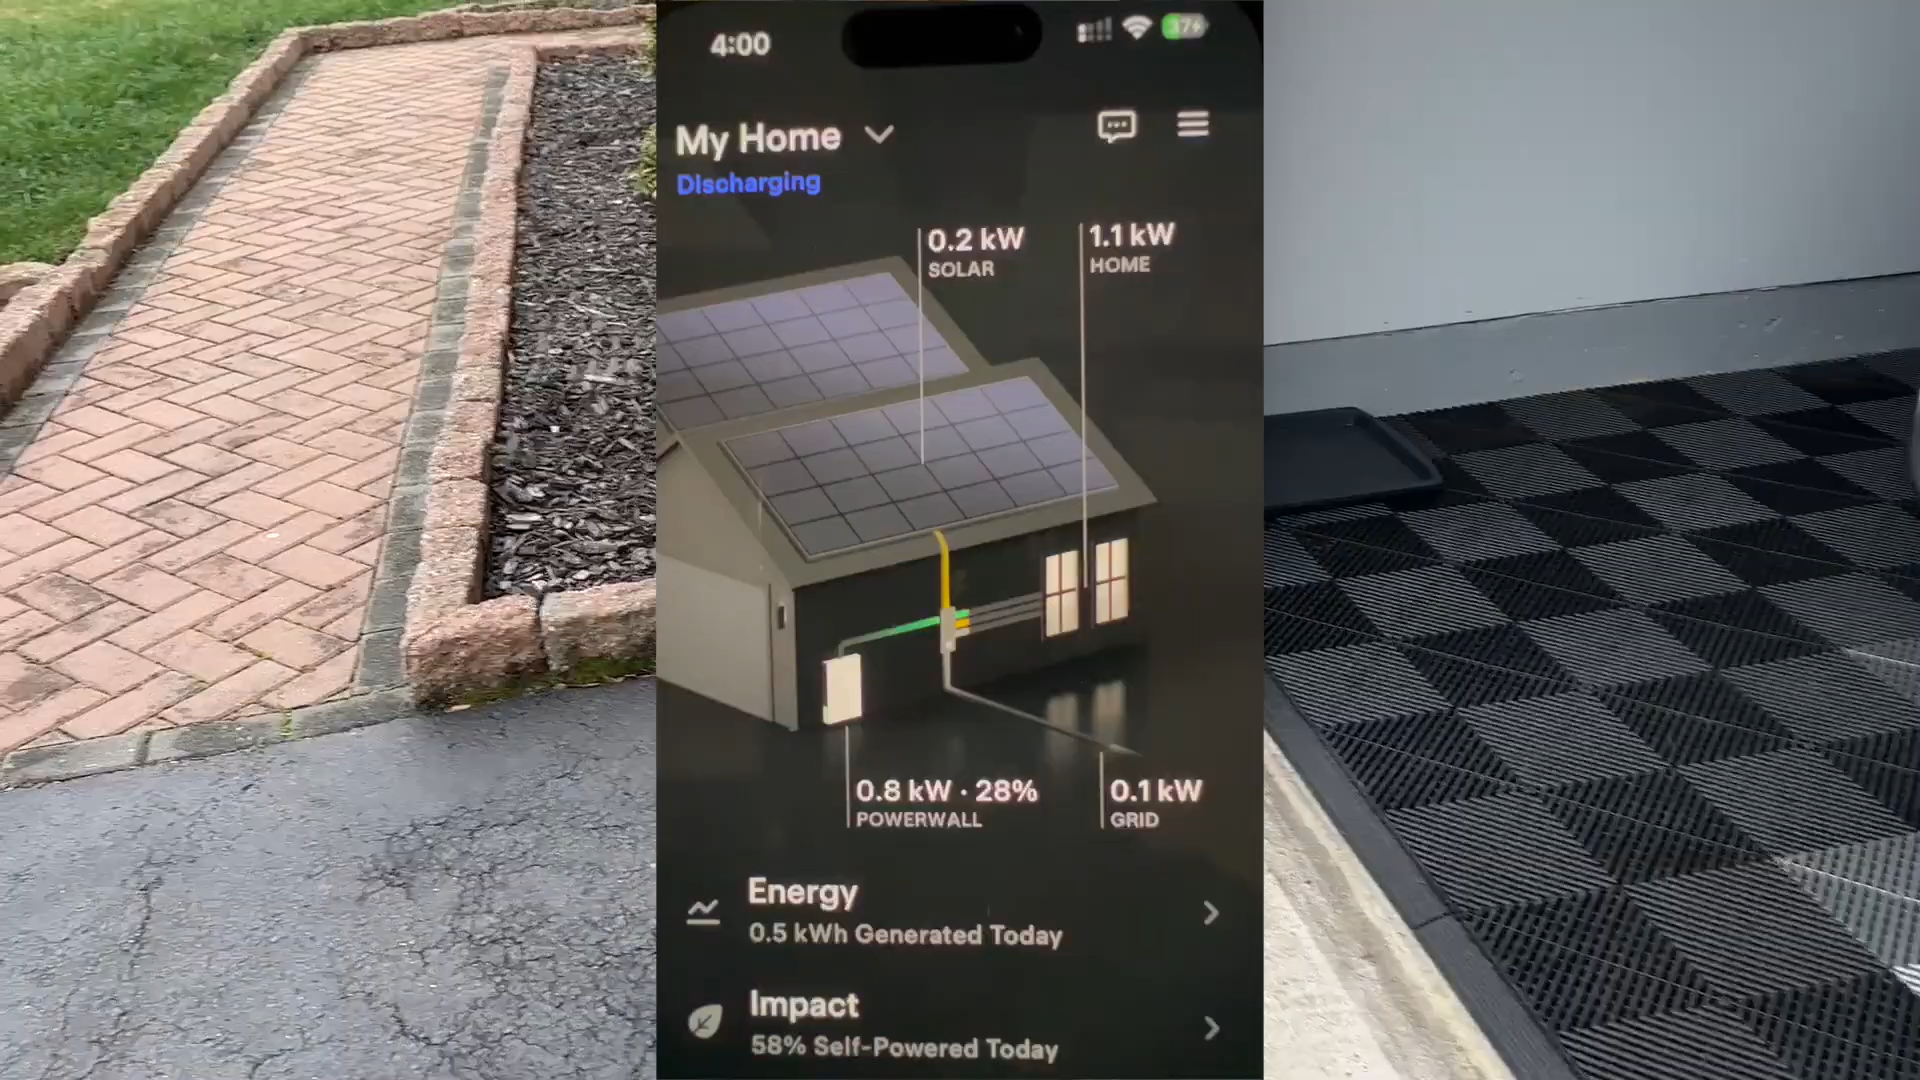 4:00
My Home
Discharging
0.2 kW
SOLAR
1.1 kW
HOME
0.8 kW · 28%
POWERWALL
0.1 kW
GRID
Energy
0.5 kWh Generated Today
Impact
58% Self-Powered Today